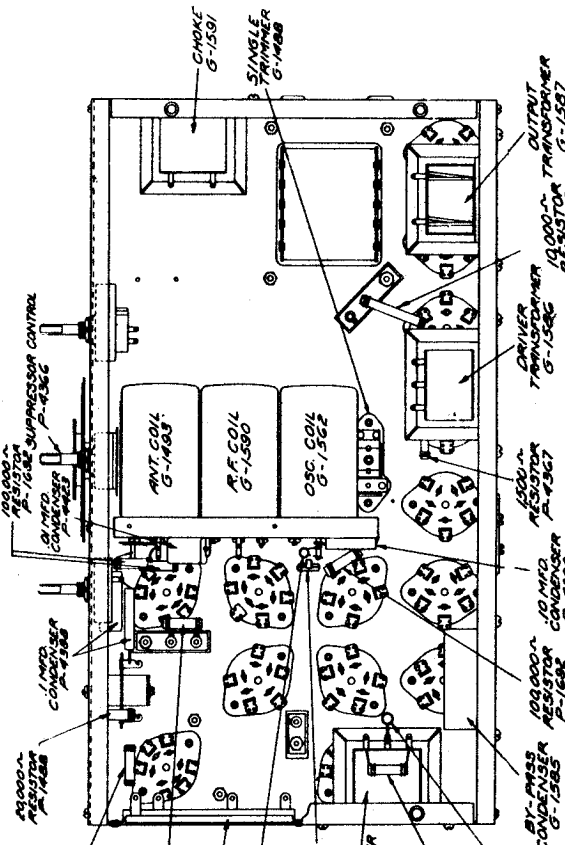 CHOKE
G-1591
SINGLE
TRIMMER
G-1488
100,000~
RESISTOR
P-1682
SUPPRESSOR CONTROL
P-4366
.01 MFD.
CONDENSER
P-4423
.1 MFD.
CONDENSER
P-4388
20,000~
RESISTOR
P-1488
ANT. COIL
G-1493
R.F. COIL
G-1590
OSC. COIL
G-1562
OUTPUT
TRANSFORMER
G-1587
10,000~
RESISTOR
DRIVER
TRANSFORMER
G-1586
1500~
RESISTOR
P-4367
.10 MFD.
CONDENSER
100,000~
RESISTOR
P-1682
BY-PASS
CONDENSER
G-1585